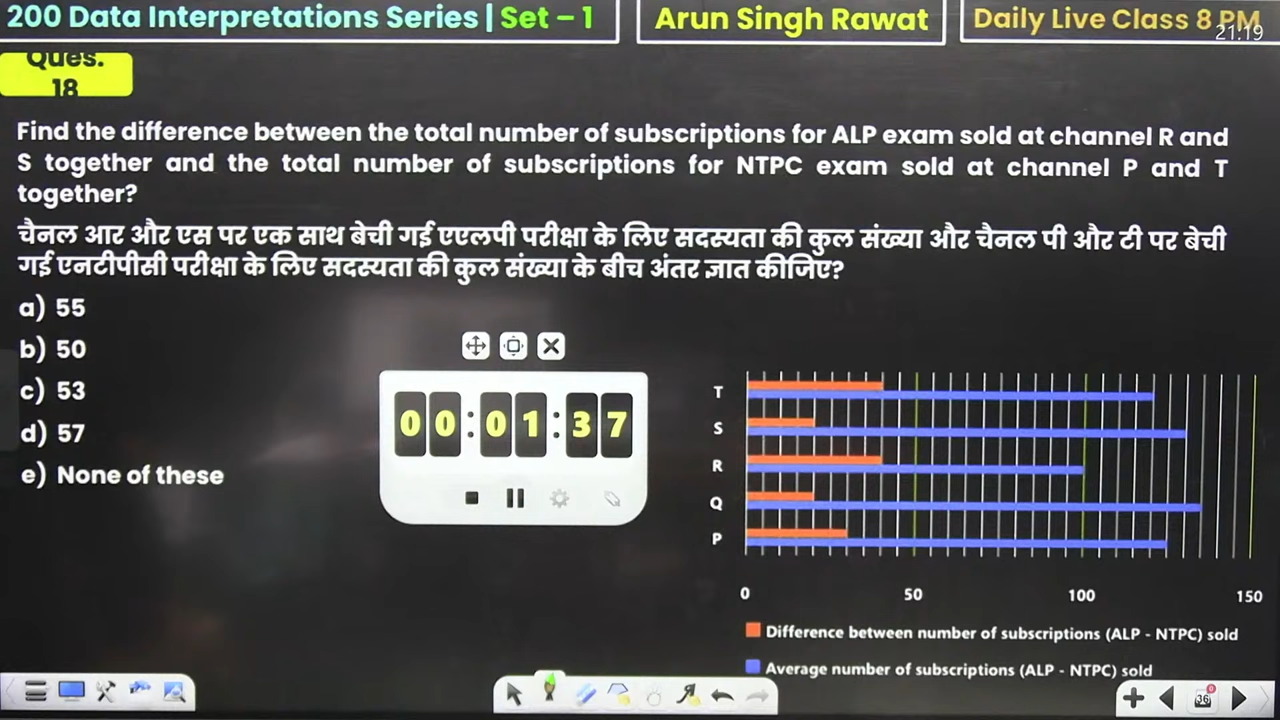 200 Data Interpretations Series | Set – 1
Arun Singh Rawat
Daily Live Class 8 PM
21:19
Ques.
18
Find the difference between the total number of subscriptions for ALP exam sold at channel R and
S together and the total number of subscriptions for NTPC exam sold at channel P and T
together?
चैनल आर और एस पर एक साथ बेची गई एएलपी परीक्षा के लिए सदस्यता की कुल संख्या और चैनल पी और टी पर बेची
गई एनटीपीसी परीक्षा के लिए सदस्यता की कुल संख्या के बीच अंतर ज्ञात कीजिए?
a) 55
b) 50
c) 53
d) 57
e) None of these
00:01:37
T
S
R
Q
P
0 50 100 150
Difference between number of subscriptions (ALP - NTPC) sold
Average number of subscriptions (ALP - NTPC) sold
36